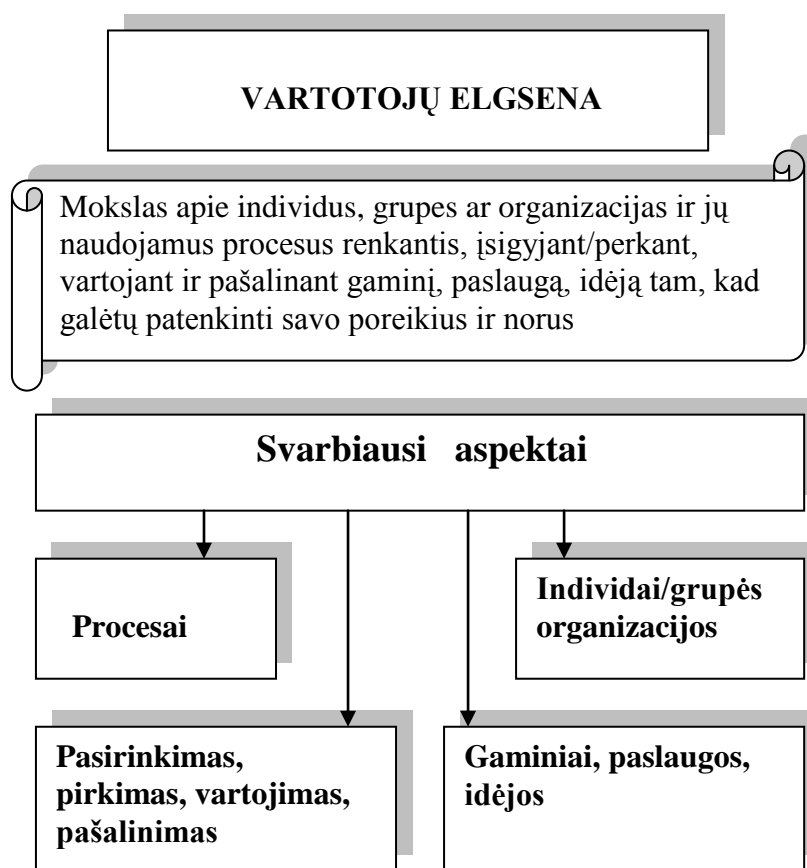 VARTOTOJŲ ELGSENA
Mokslas apie individus, grupes ar organizacijas ir jų
naudojamus procesus renkantis, įsigyjant/perkant,
vartojant ir pašalinant gaminį, paslaugą, idėją tam, kad
galėtų patenkinti savo poreikius ir norus
Svarbiausi aspektai
Procesai
Individai/grupės
organizacijos
Pasirinkimas,
pirkimas, vartojimas,
pašalinimas
Gaminiai, paslaugos,
idėjos